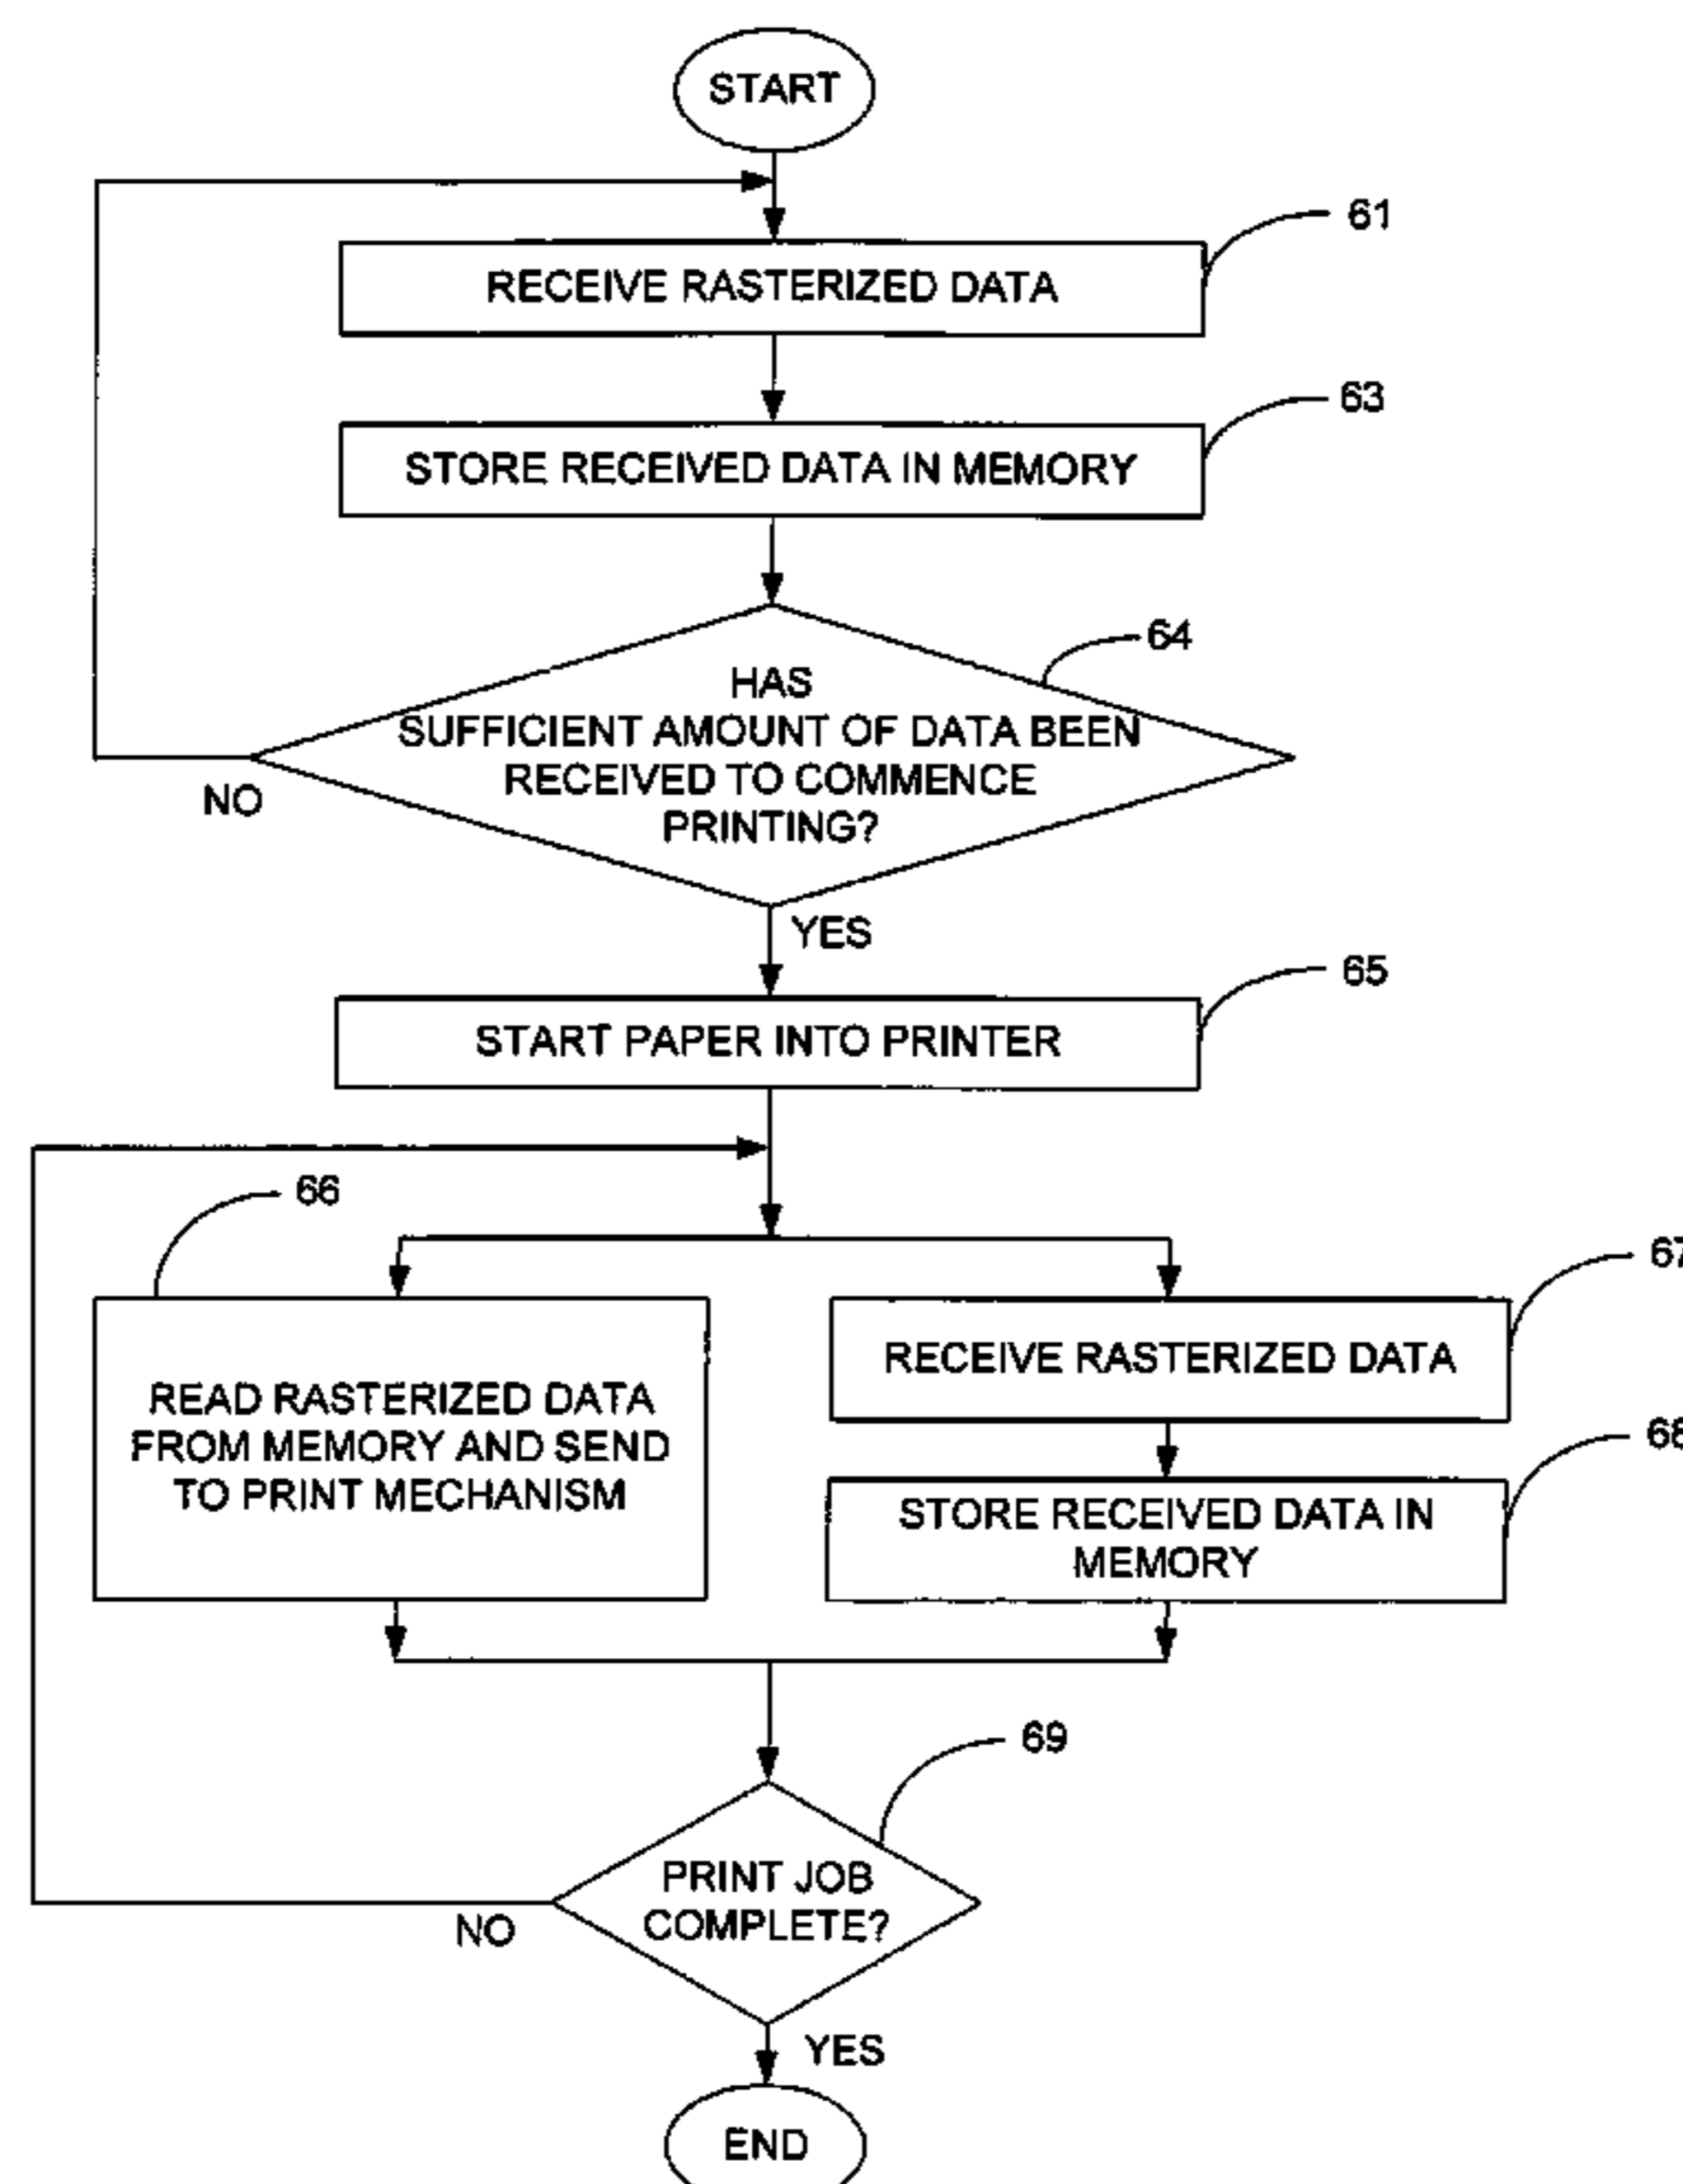 START
61
RECEIVE RASTERIZED DATA
63
STORE RECEIVED DATA IN MEMORY
64
HAS
SUFFICIENT AMOUNT OF DATA BEEN
RECEIVED TO COMMENCE
PRINTING?
NO
YES
65
START PAPER INTO PRINTER
66
67
READ RASTERIZED DATA
FROM MEMORY AND SEND
TO PRINT MECHANISM
RECEIVE RASTERIZED DATA
68
STORE RECEIVED DATA IN
MEMORY
69
PRINT JOB
COMPLETE?
NO
YES
END